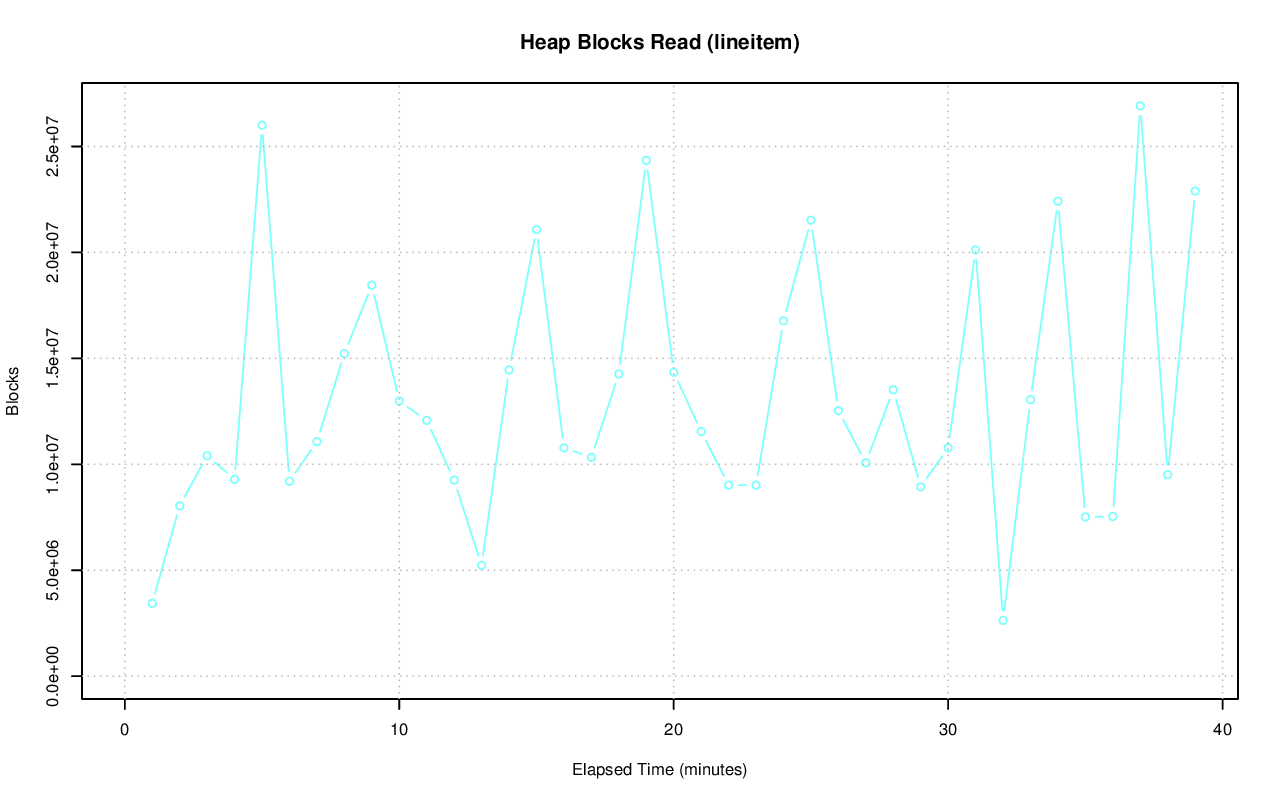 Heap Blocks Read (lineitem)
Blocks
2.5e+07
2.0e+07
1.5e+07
1.0e+07
5.0e+06
0.0e+00
0 10 20 30 40
Elapsed Time (minutes)